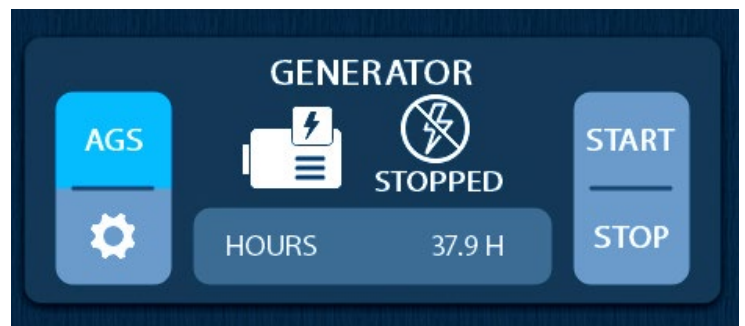 GENERATOR
AGS
START
STOPPED
HOURS 37.9 H
STOP